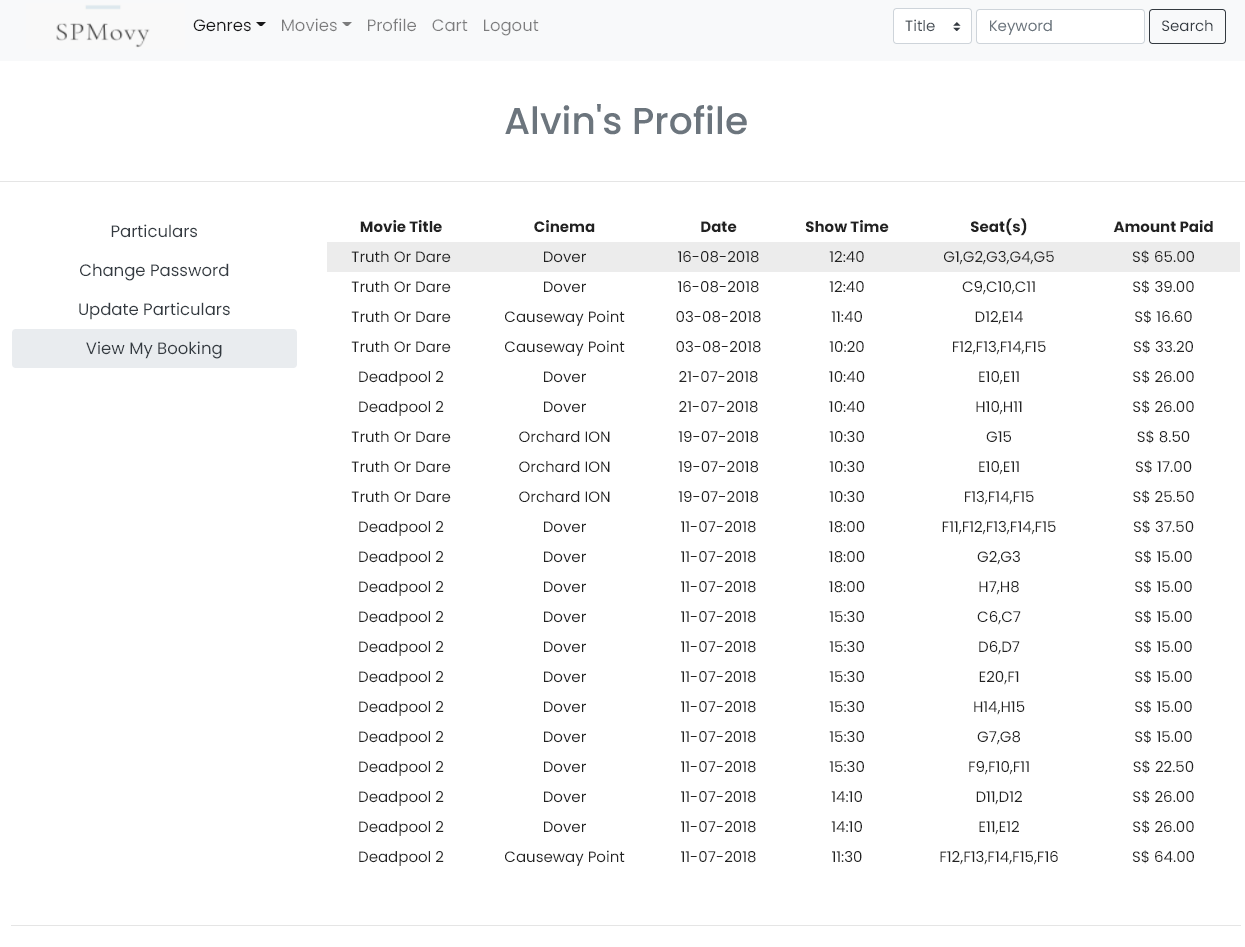 SPMovy Genres Movies Profile Cart Logout Title Keyword Search
Alvin's Profile
Particulars
Change Password
Update Particulars
View My Booking
Movie Title Cinema Date Show Time Seat(s) Amount Paid
Truth Or Dare Dover 16-08-2018 12:40 G1,G2,G3,G4,G5 S$ 65.00
Truth Or Dare Dover 16-08-2018 12:40 C9,C10,C11 S$ 39.00
Truth Or Dare Causeway Point 03-08-2018 11:40 D12,E14 S$ 16.60
Truth Or Dare Causeway Point 03-08-2018 10:20 F12,F13,F14,F15 S$ 33.20
Deadpool 2 Dover 21-07-2018 10:40 E10,E11 S$ 26.00
Deadpool 2 Dover 21-07-2018 10:40 H10,H11 S$ 26.00
Truth Or Dare Orchard ION 19-07-2018 10:30 G15 S$ 8.50
Truth Or Dare Orchard ION 19-07-2018 10:30 E10,E11 S$ 17.00
Truth Or Dare Orchard ION 19-07-2018 10:30 F13,F14,F15 S$ 25.50
Deadpool 2 Dover 11-07-2018 18:00 F11,F12,F13,F14,F15 S$ 37.50
Deadpool 2 Dover 11-07-2018 18:00 G2,G3 S$ 15.00
Deadpool 2 Dover 11-07-2018 18:00 H7,H8 S$ 15.00
Deadpool 2 Dover 11-07-2018 15:30 C6,C7 S$ 15.00
Deadpool 2 Dover 11-07-2018 15:30 D6,D7 S$ 15.00
Deadpool 2 Dover 11-07-2018 15:30 E20,F1 S$ 15.00
Deadpool 2 Dover 11-07-2018 15:30 H14,H15 S$ 15.00
Deadpool 2 Dover 11-07-2018 15:30 G7,G8 S$ 15.00
Deadpool 2 Dover 11-07-2018 15:30 F9,F10,F11 S$ 22.50
Deadpool 2 Dover 11-07-2018 14:10 D11,D12 S$ 26.00
Deadpool 2 Dover 11-07-2018 14:10 E11,E12 S$ 26.00
Deadpool 2 Causeway Point 11-07-2018 11:30 F12,F13,F14,F15,F16 S$ 64.00